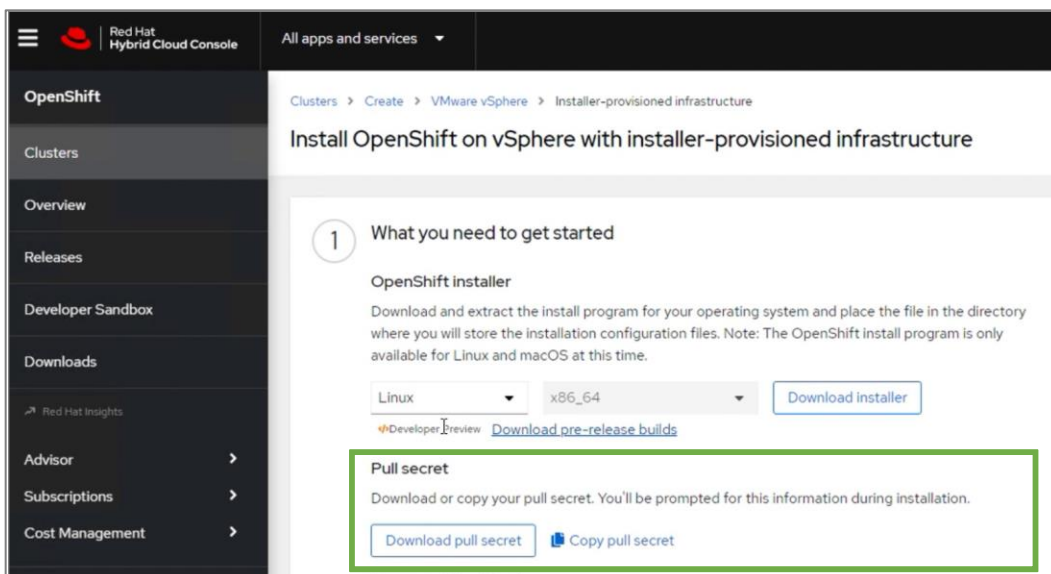 Red Hat
Hybrid Cloud Console
All apps and services
OpenShift
Clusters
Overview
Releases
Developer Sandbox
Downloads
Red Hat Insights
Advisor
Subscriptions
Cost Management
Clusters > Create > VMware vSphere > Installer-provisioned infrastructure
Install OpenShift on vSphere with installer-provisioned infrastructure
1
What you need to get started
OpenShift installer
Download and extract the install program for your operating system and place the file in the directory
where you will store the installation configuration files. Note: The OpenShift install program is only
available for Linux and macOS at this time.
Linux
x86_64
Download installer
</>Developer Preview Download pre-release builds
Pull secret
Download or copy your pull secret. You'll be prompted for this information during installation.
Download pull secret
Copy pull secret